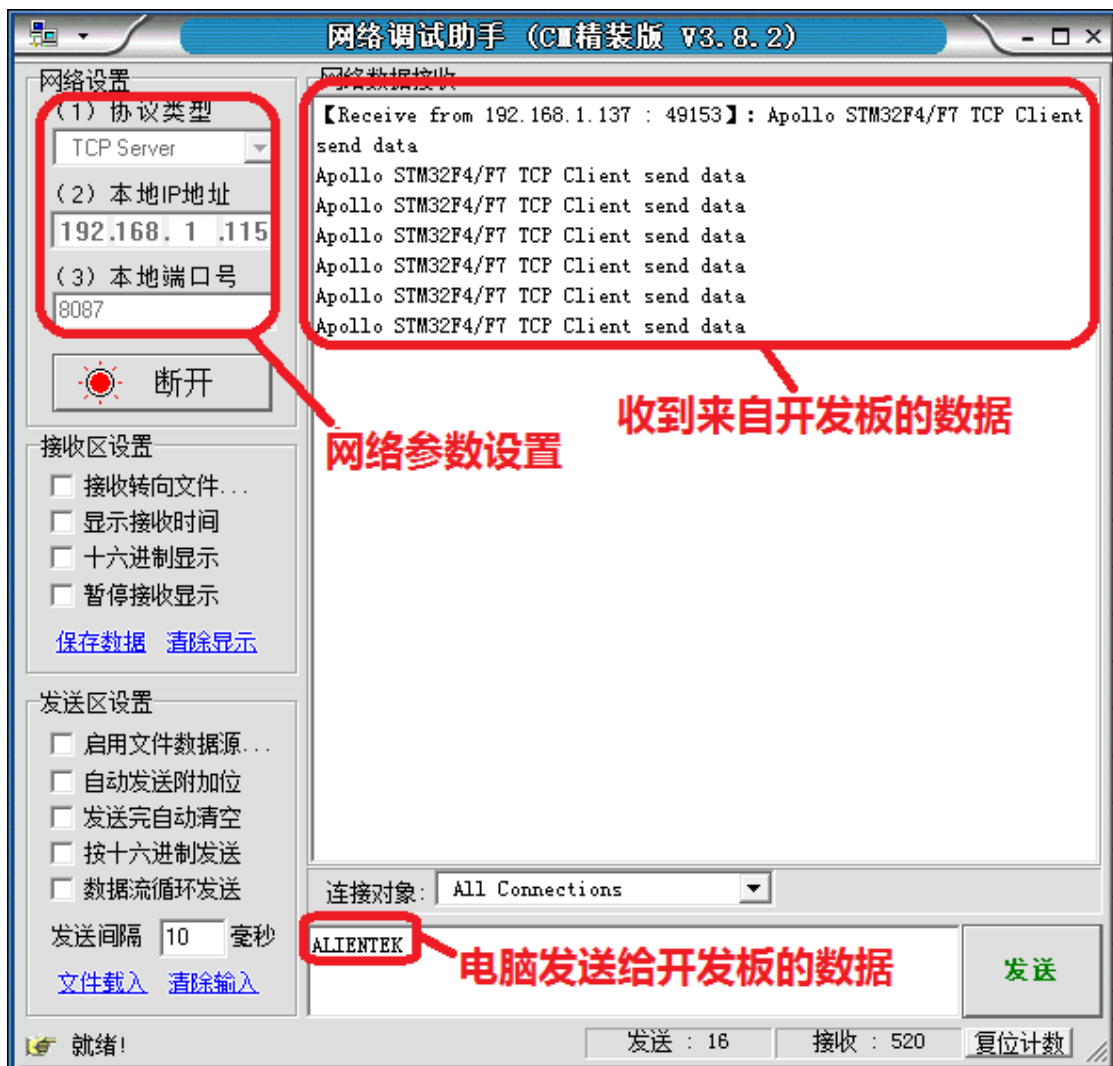 网络调试助手 (CM精装版 V3.8.2)
网络设置
(1) 协议类型
TCP Server
(2) 本地IP地址
192.168. 1 .115
(3) 本地端口号
8087
断开
网络参数设置
接收区设置
接收转向文件...
显示接收时间
十六进制显示
暂停接收显示
保存数据 清除显示
发送区设置
启用文件数据源...
自动发送附加位
发送完自动清空
按十六进制发送
数据流循环发送
发送间隔 10 毫秒
文件载入 清除输入
网络数据接收
【Receive from 192.168.1.137 : 49153】: Apollo STM32F4/F7 TCP Client
send data
Apollo STM32F4/F7 TCP Client send data
Apollo STM32F4/F7 TCP Client send data
Apollo STM32F4/F7 TCP Client send data
Apollo STM32F4/F7 TCP Client send data
Apollo STM32F4/F7 TCP Client send data
Apollo STM32F4/F7 TCP Client send data
收到来自开发板的数据
连接对象: All Connections
ALIENTEK
电脑发送给开发板的数据
发送
就绪!
发送 : 16
接收 : 520
复位计数